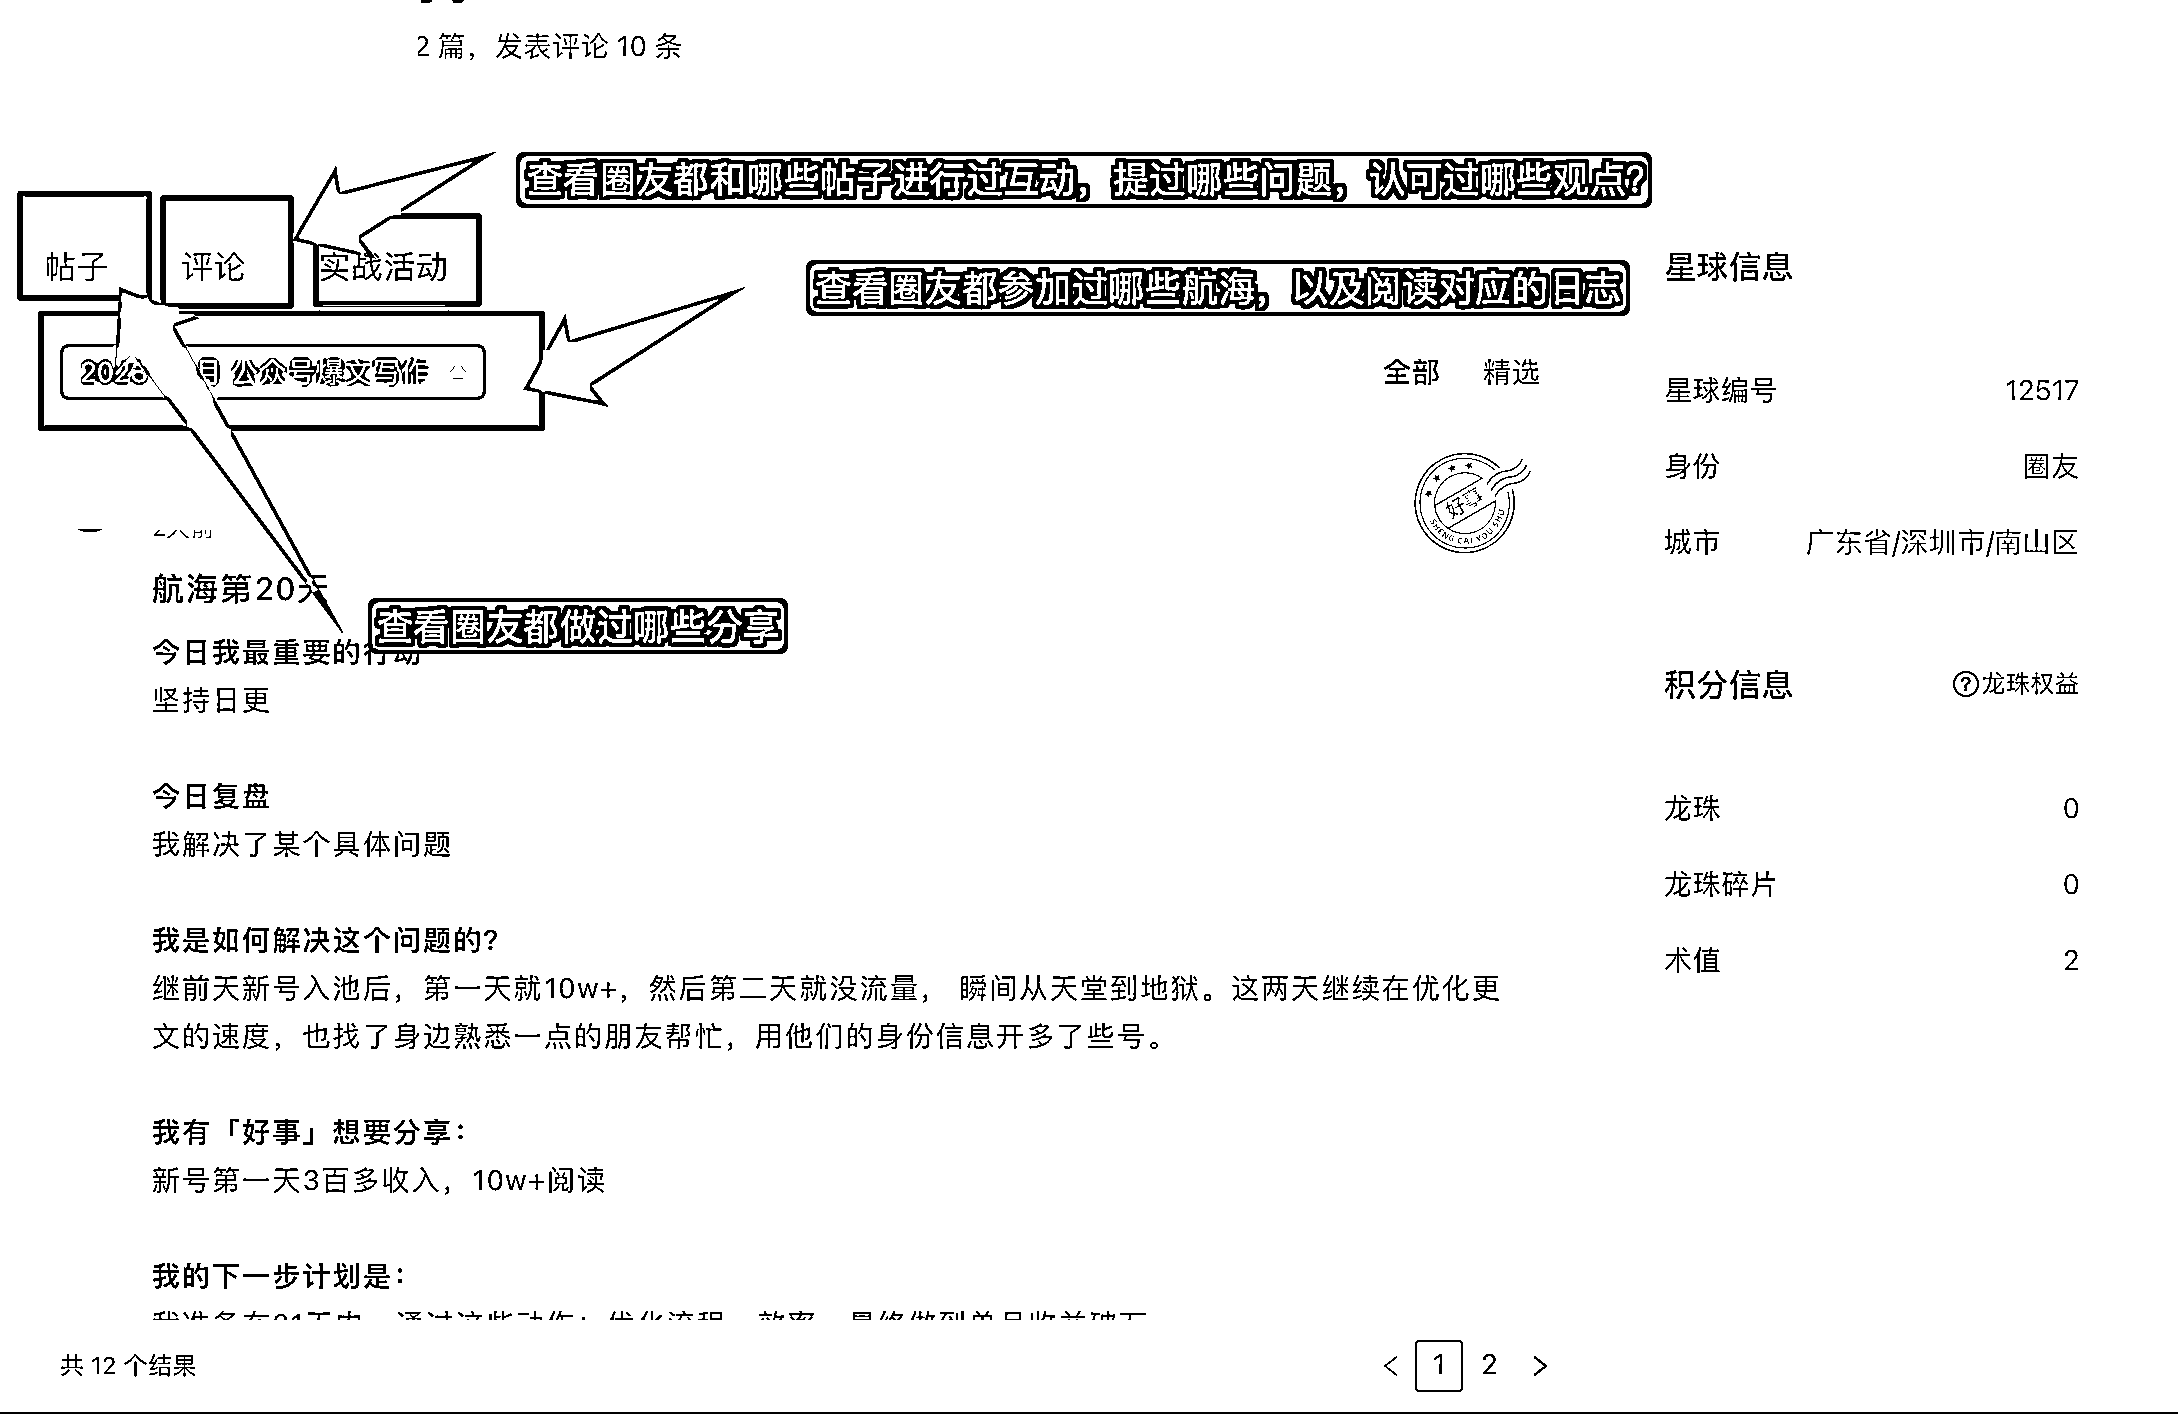 2 篇，发表评论 10 条
查看圈友都和哪些帖子进行过互动，提过哪些问题，认可过哪些观点?
帖子
评论
实战活动
查看圈友都参加过哪些航海，以及阅读对应的日志
月 公众号爆文写作
全部 精选
好事
SHENG CAI YOU SHU
2天前
航海第20天
查看圈友都做过哪些分享
今日我最重要的行动
坚持日更
今日复盘
我解决了某个具体问题
我是如何解决这个问题的?
继前天新号入池后，第一天就10w+，然后第二天就没流量， 瞬间从天堂到地狱。这两天继续在优化更
文的速度，也找了身边熟悉一点的朋友帮忙，用他们的身份信息开多了些号。
我有「好事」想要分享：
新号第一天3百多收入，10w+阅读
我的下一步计划是：
共 12 个结果
< 1 2 >
星球信息
星球编号 12517
身份 圈友
城市 广东省/深圳市/南山区
积分信息 ?龙珠权益
龙珠 0
龙珠碎片 0
术值 2